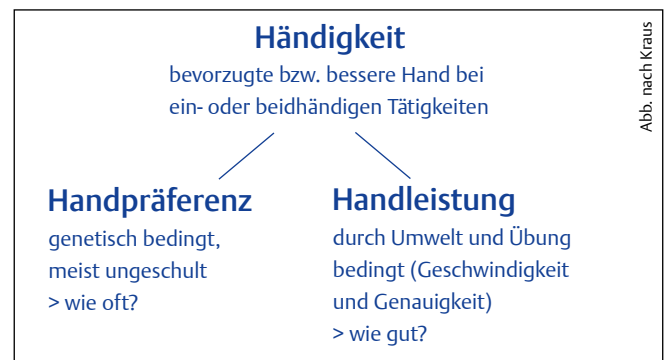 Händigkeit
bevorzugte bzw. bessere Hand bei
ein- oder beidhändigen Tätigkeiten
Handpräferenz
genetisch bedingt,
meist ungeschult
> wie oft?
Handleistung
durch Umwelt und Übung
bedingt (Geschwindigkeit
und Genauigkeit)
> wie gut?
Abb. nach Kraus